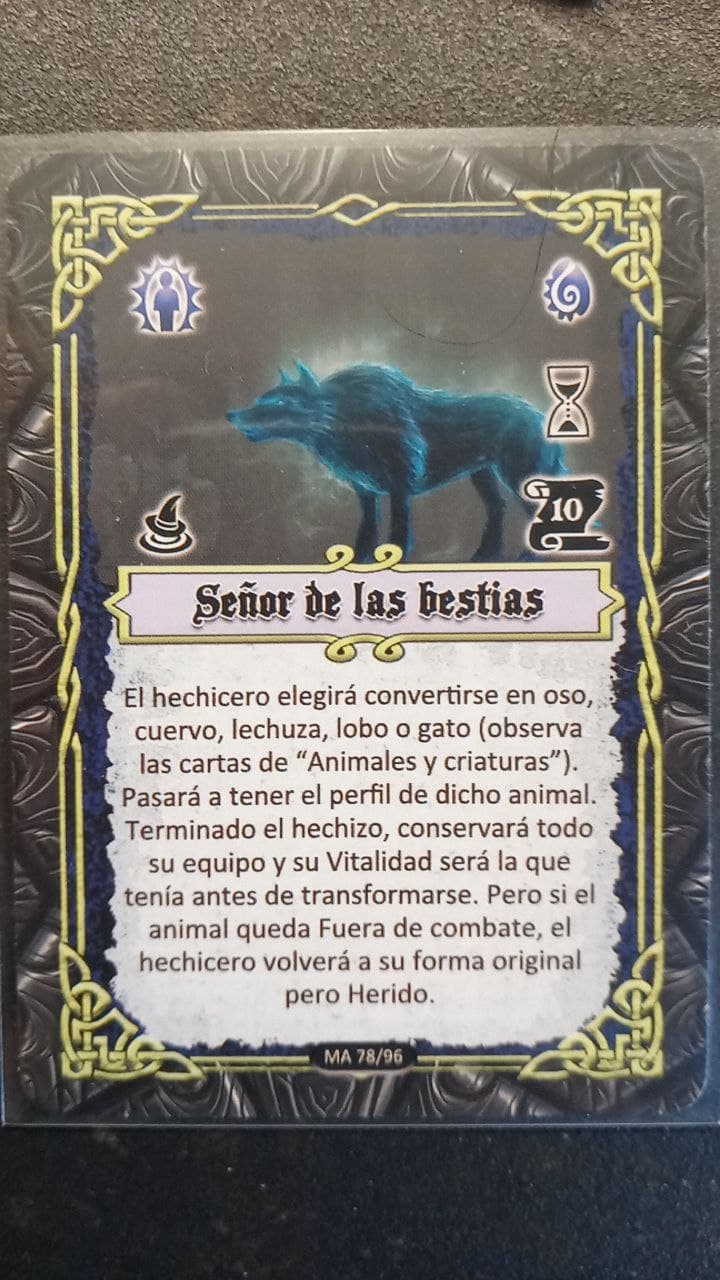 10
Señor de las bestias
El hechicero elegirá convertirse en oso,
cuervo, lechuza, lobo o gato (observa
las cartas de “Animales y criaturas”).
Pasará a tener el perfil de dicho animal.
Terminado el hechizo, conservará todo
su equipo y su Vitalidad será la que
tenía antes de transformarse. Pero si el
animal queda Fuera de combate, el
hechicero volverá a su forma original
pero Herido.
MA 78/96